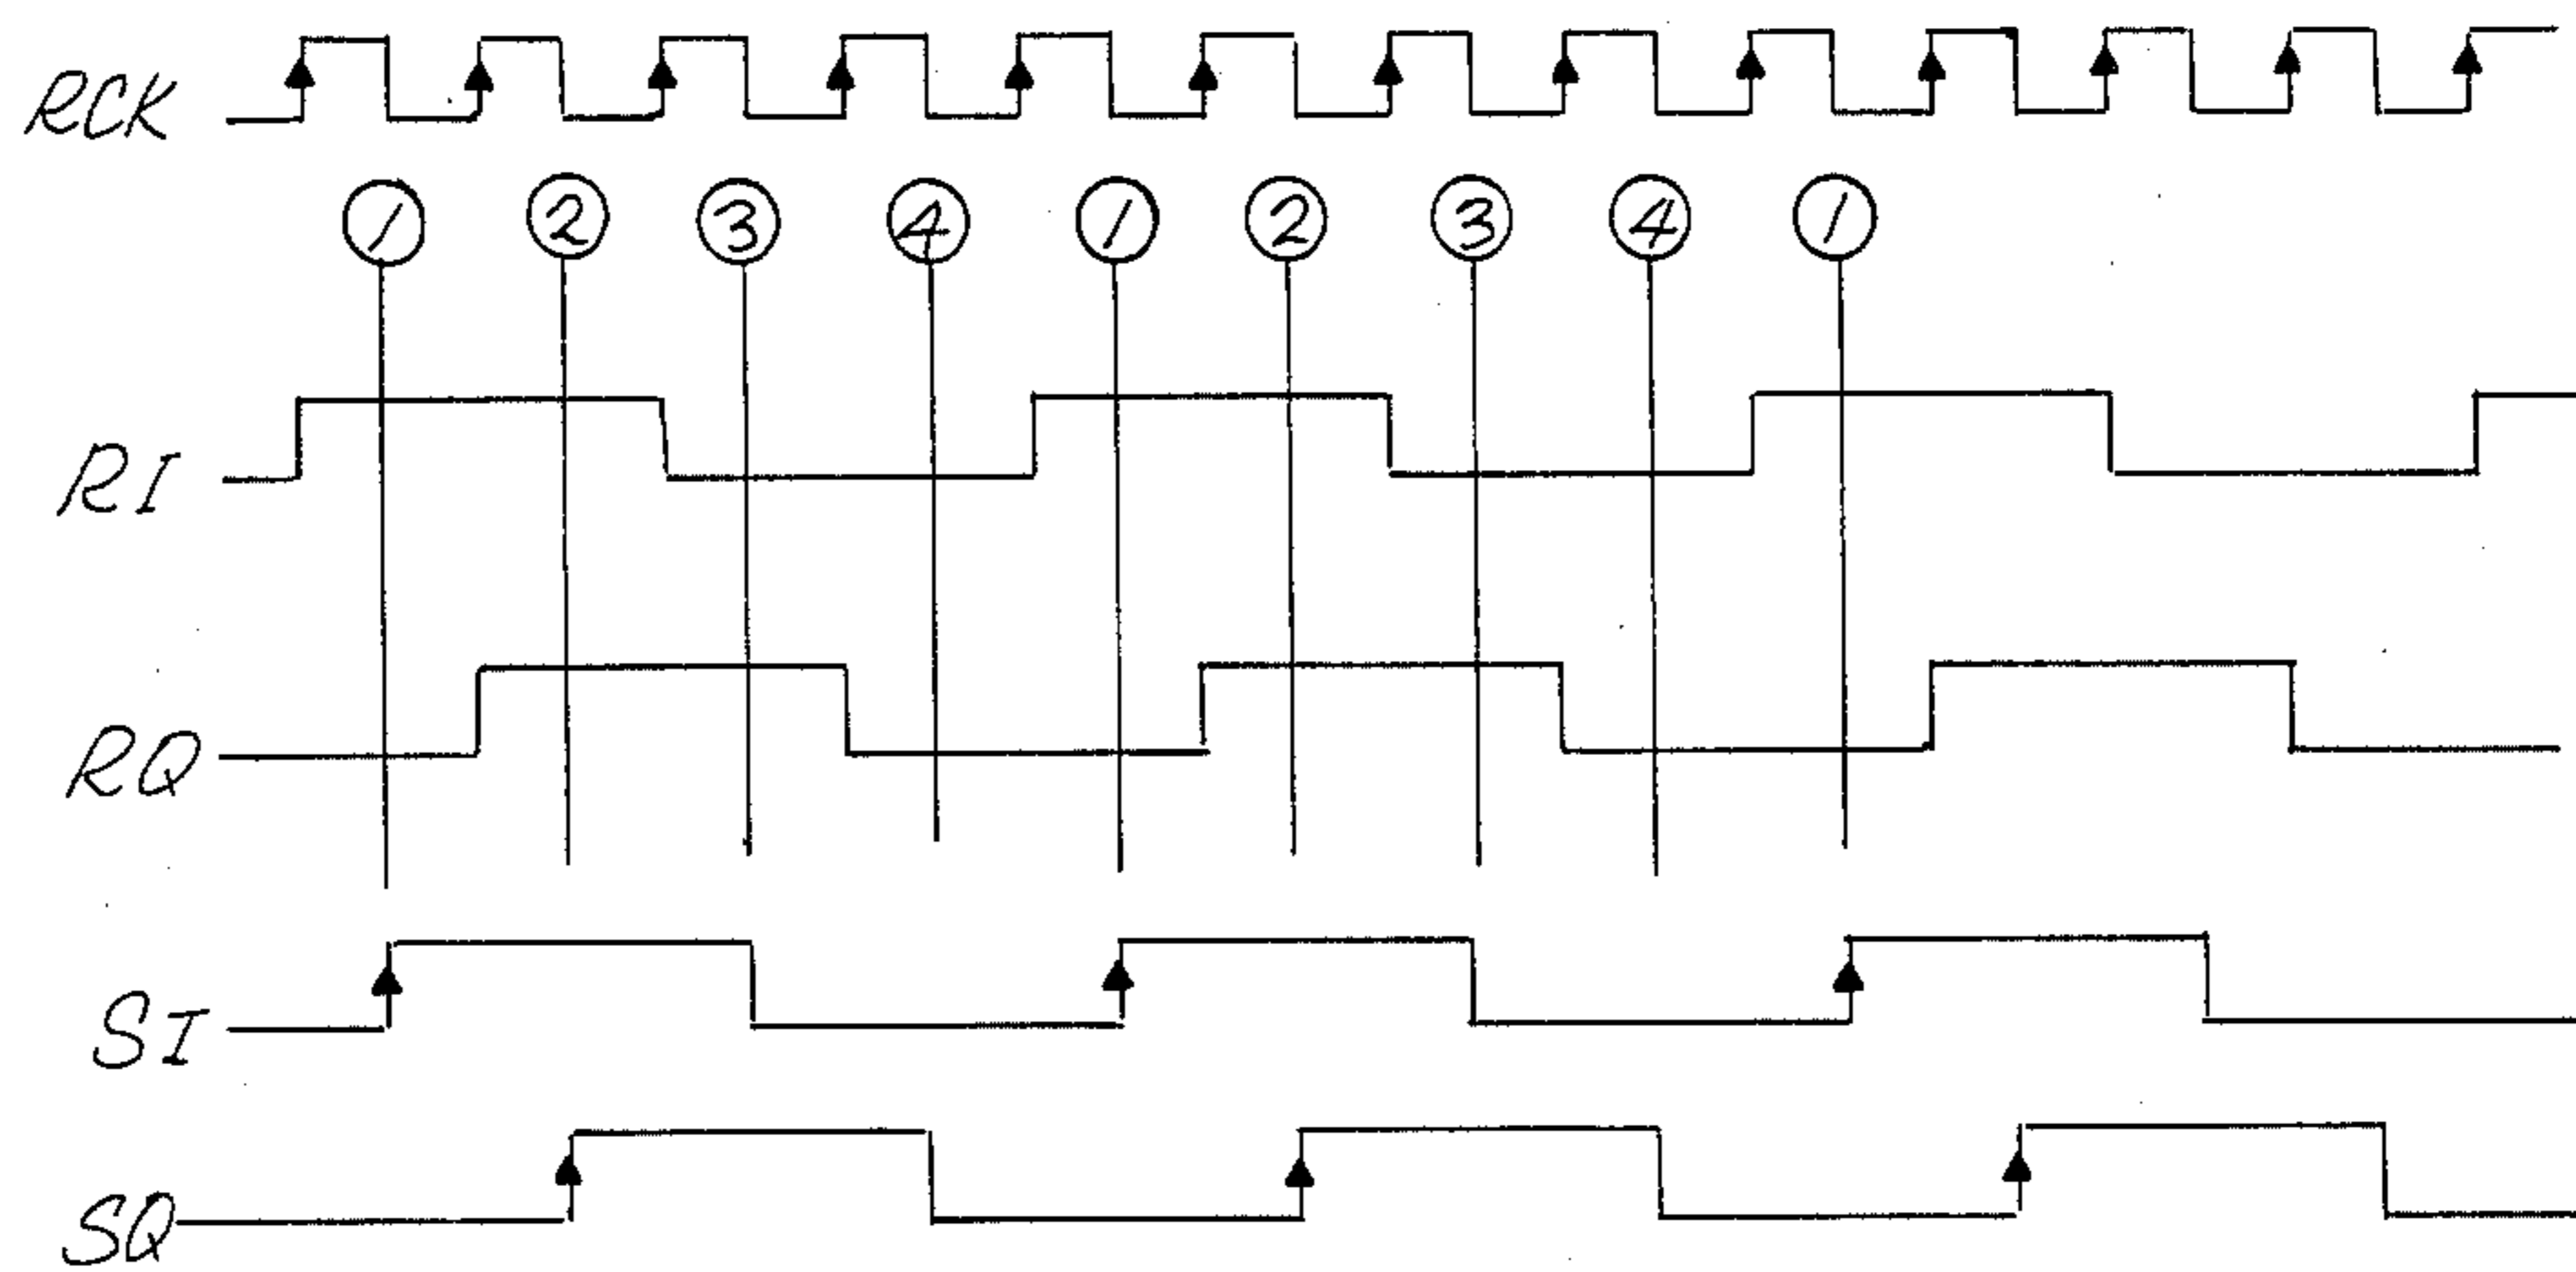 RCK
① ② ③ ④ ① ② ③ ④ ①
RI
RQ
SI
SQ